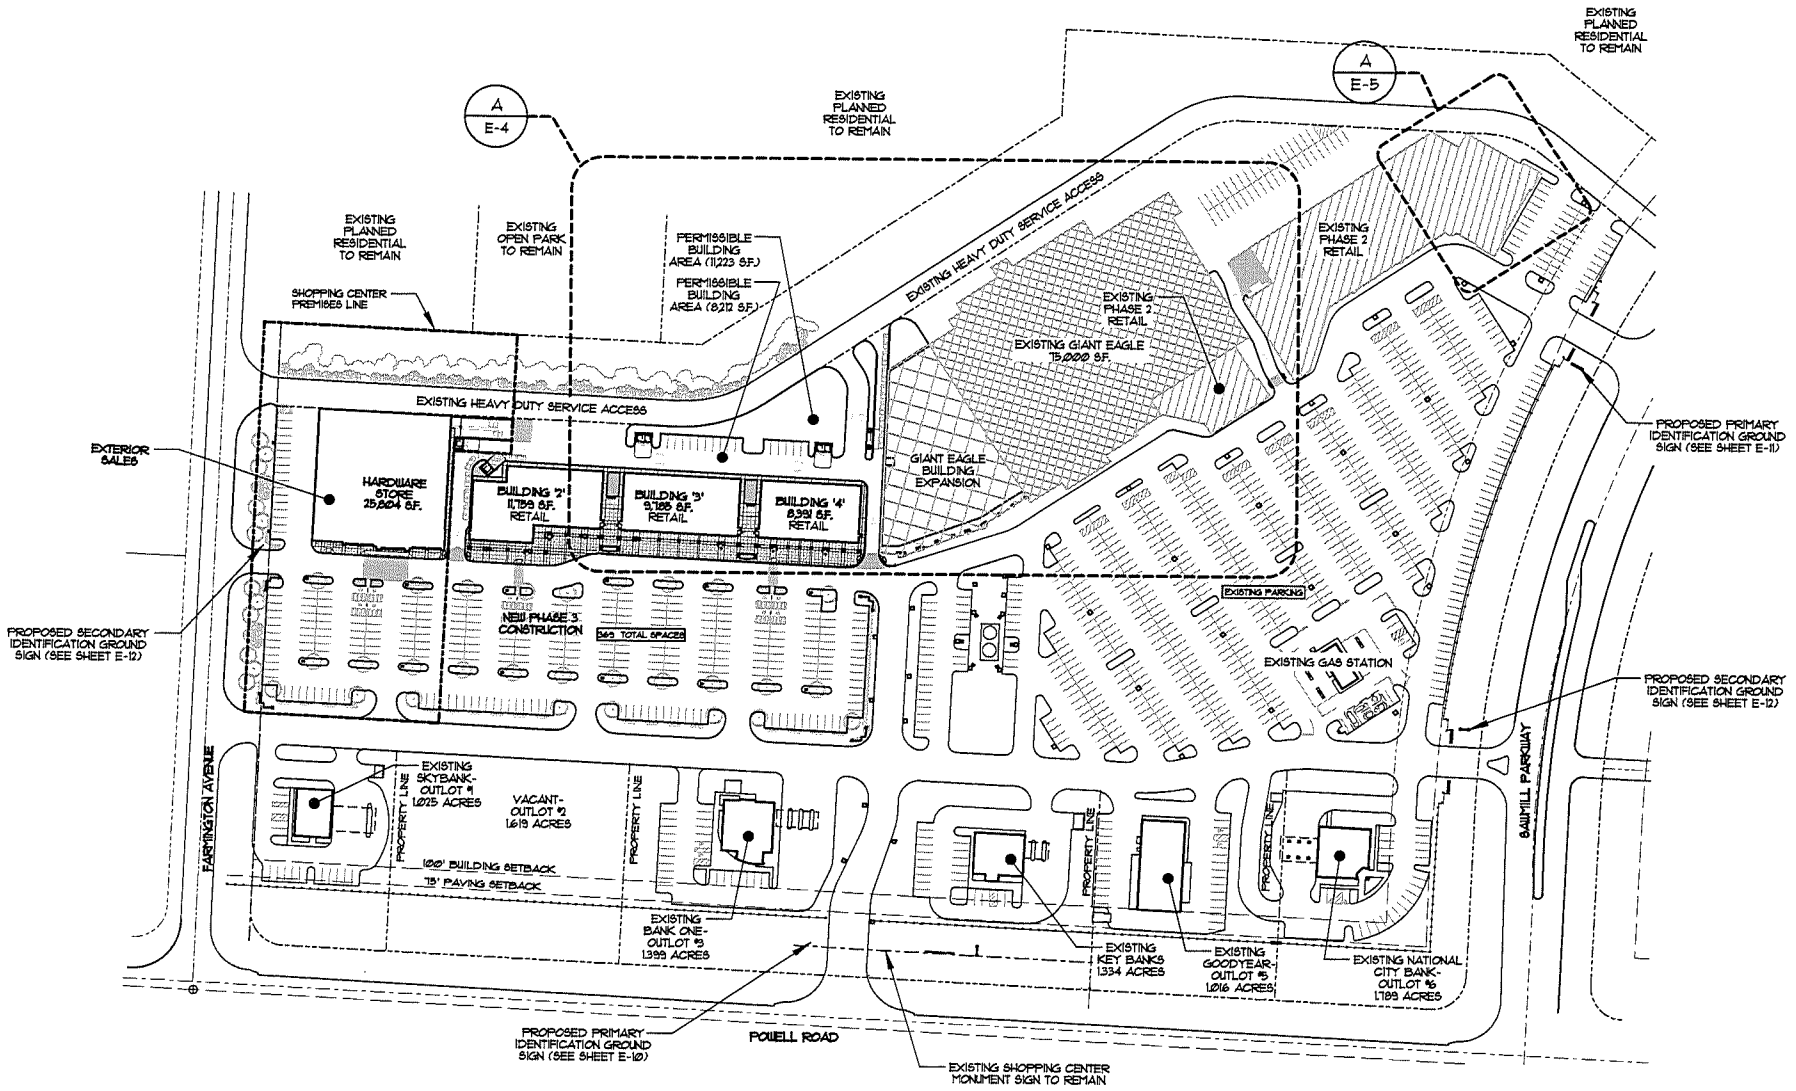 EXISTING
PLANNED
RESIDENTIAL
TO REMAIN
A
E-5
A
E-4
EXISTING
PLANNED
RESIDENTIAL
TO REMAIN
EXISTING HEAVY DUTY SERVICE ACCESS
EXISTING
PLANNED
RESIDENTIAL
TO REMAIN
EXISTING
OPEN PARK
TO REMAIN
PERMISSIBLE
BUILDING
AREA (11,223 S.F.)
PERMISSIBLE
BUILDING
AREA (8,212 S.F.)
EXISTING
PHASE 2
RETAIL
SHOPPING CENTER
PREMISES LINE
EXISTING
PHASE 2
RETAIL
EXISTING GIANT EAGLE
75,000 S.F.
EXISTING HEAVY DUTY SERVICE ACCESS
EXTERIOR
SALES
HARDWARE
STORE
25,804 S.F.
BUILDING '2'
11,759 S.F.
RETAIL
BUILDING '3'
9,785 S.F.
RETAIL
BUILDING '4'
8,391 S.F.
RETAIL
GIANT EAGLE
BUILDING
EXPANSION
PROPOSED PRIMARY
IDENTIFICATION GROUND
SIGN (SEE SHEET E-11)
EXISTING PARKING
NEW PHASE 3
CONSTRUCTION
369 TOTAL SPACES
PROPOSED SECONDARY
IDENTIFICATION GROUND
SIGN (SEE SHEET E-12)
EXISTING GAS STATION
PROPOSED SECONDARY
IDENTIFICATION GROUND
SIGN (SEE SHEET E-12)
FARMINGTON AVENUE
SAWMILL PARKWAY
EXISTING
SKYBANK-
OUTLOT #1
1.025 ACRES
PROPERTY LINE
VACANT-
OUTLOT #2
1.619 ACRES
PROPERTY LINE
PROPERTY LINE
PROPERTY LINE
100' BUILDING SETBACK
75' PAVING SETBACK
EXISTING
BANK ONE-
OUTLOT #3
1.399 ACRES
EXISTING
KEY BANKS
1.334 ACRES
EXISTING
GOODYEAR-
OUTLOT #5
1.016 ACRES
EXISTING NATIONAL
CITY BANK-
OUTLOT #6
1.789 ACRES
PROPOSED PRIMARY
IDENTIFICATION GROUND
SIGN (SEE SHEET E-10)
POWELL ROAD
EXISTING SHOPPING CENTER
MONUMENT SIGN TO REMAIN